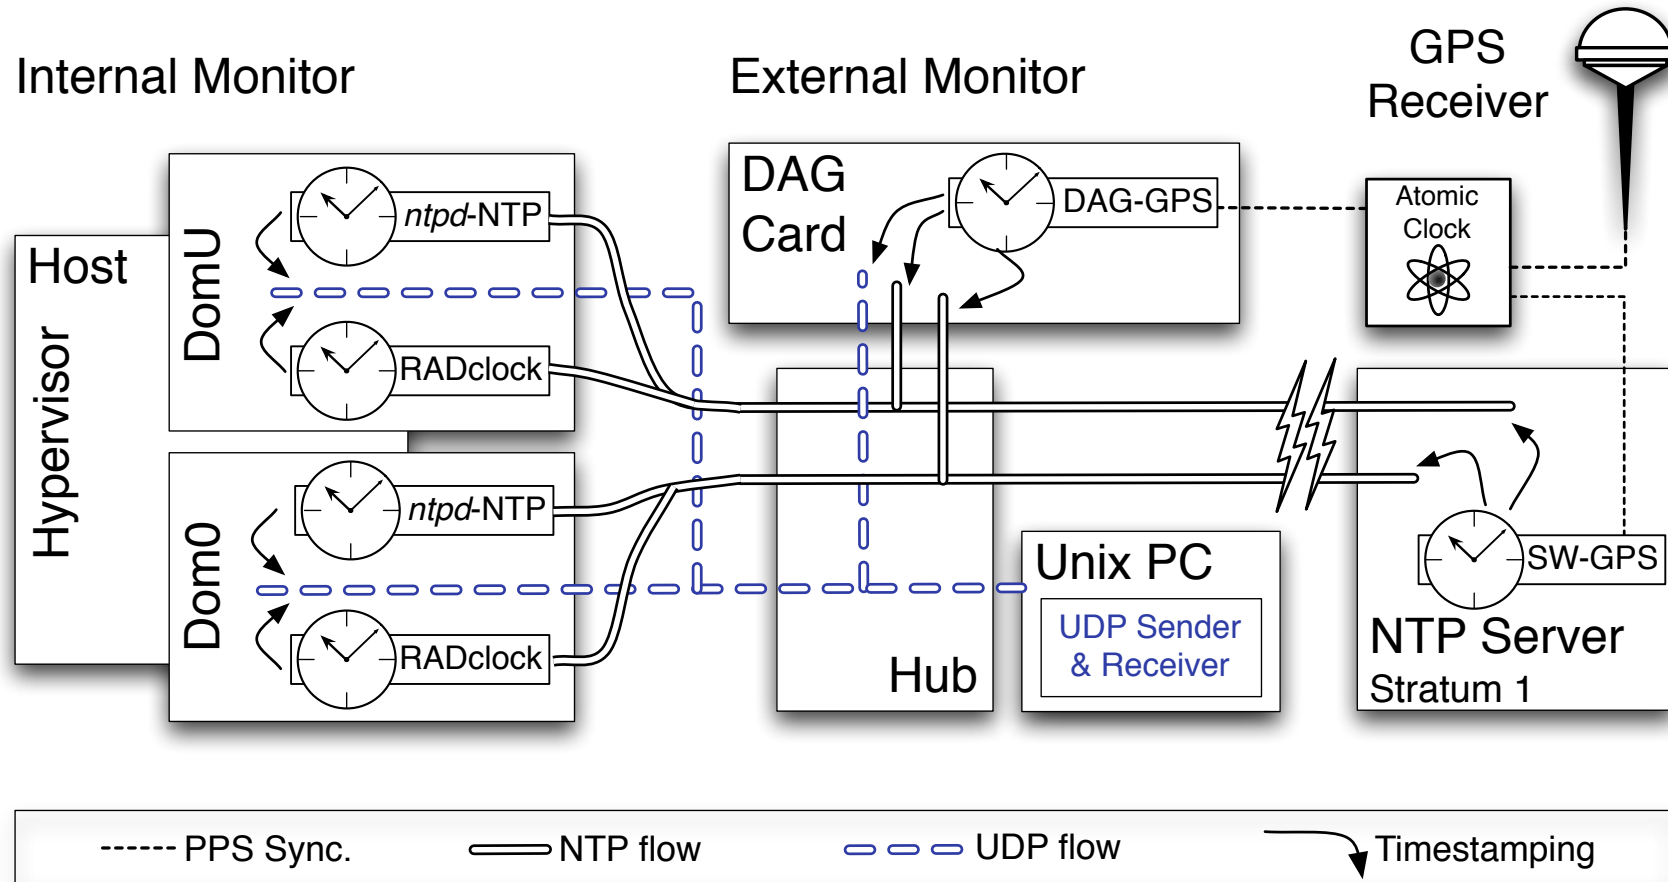 Internal Monitor
External Monitor
GPS
Receiver
Host
Hypervisor
DomU
ntpd-NTP
RADclock
Dom0
ntpd-NTP
RADclock
DAG
Card
DAG-GPS
Atomic
Clock
Hub
Unix PC
UDP Sender
& Receiver
SW-GPS
NTP Server
Stratum 1
PPS Sync.
NTP flow
UDP flow
Timestamping